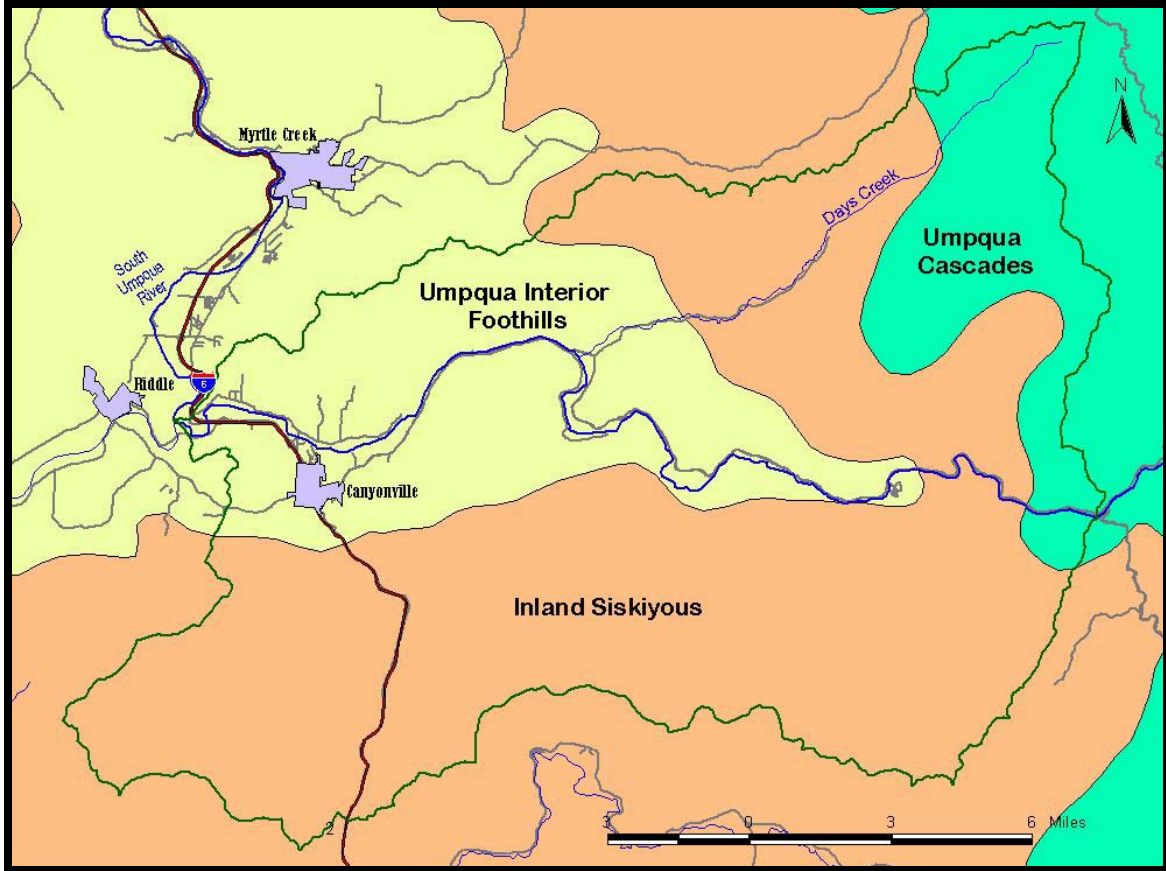 N
Myrtle Creek
Days Creek
Umpqua
Cascades
South
Umpqua
River
Umpqua Interior
Foothills
Riddle
5
Canyonville
Inland Siskiyous
2
3 0 3 6 Miles